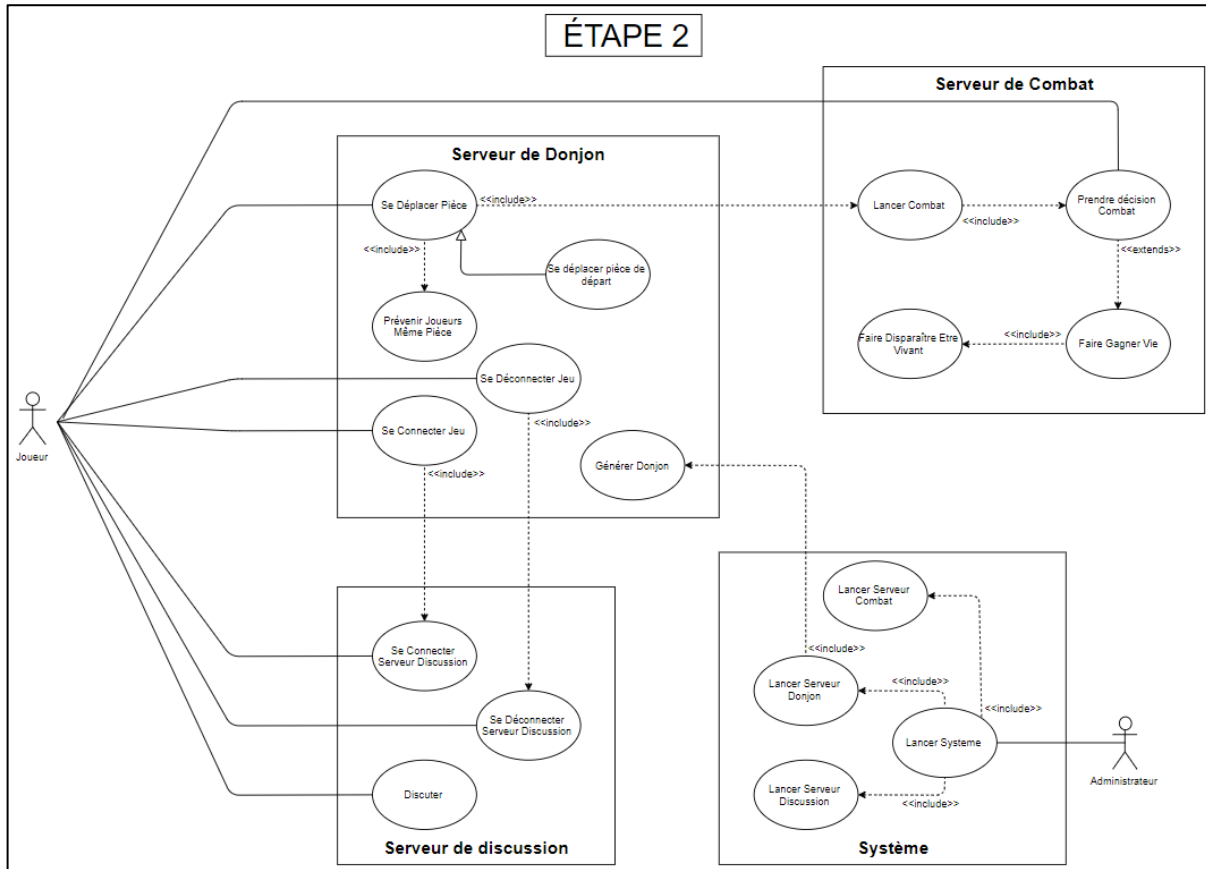 ÉTAPE 2
Serveur de Combat
Serveur de Donjon
Se Déplacer Pièce
<<include>>
Lancer Combat
<<include>>
Prendre décision
Combat
<<include>>
<<extends>>
Se déplacer pièce de
départ
Prévenir Joueurs
Même Pièce
Faire Disparaître Etre
Vivant
<<include>>
Faire Gagner Vie
Se Déconnecter Jeu
<<include>>
Se Connecter Jeu
Joueur
<<include>>
Générer Donjon
Lancer Serveur
Combat
Se Connecter
Serveur Discussion
<<include>>
Lancer Serveur
Donjon
<<include>>
<<include>>
Se Déconnecter
Serveur Discussion
Lancer Systeme
Administrateur
Discuter
Lancer Serveur
Discussion
<<include>>
Serveur de discussion
Système